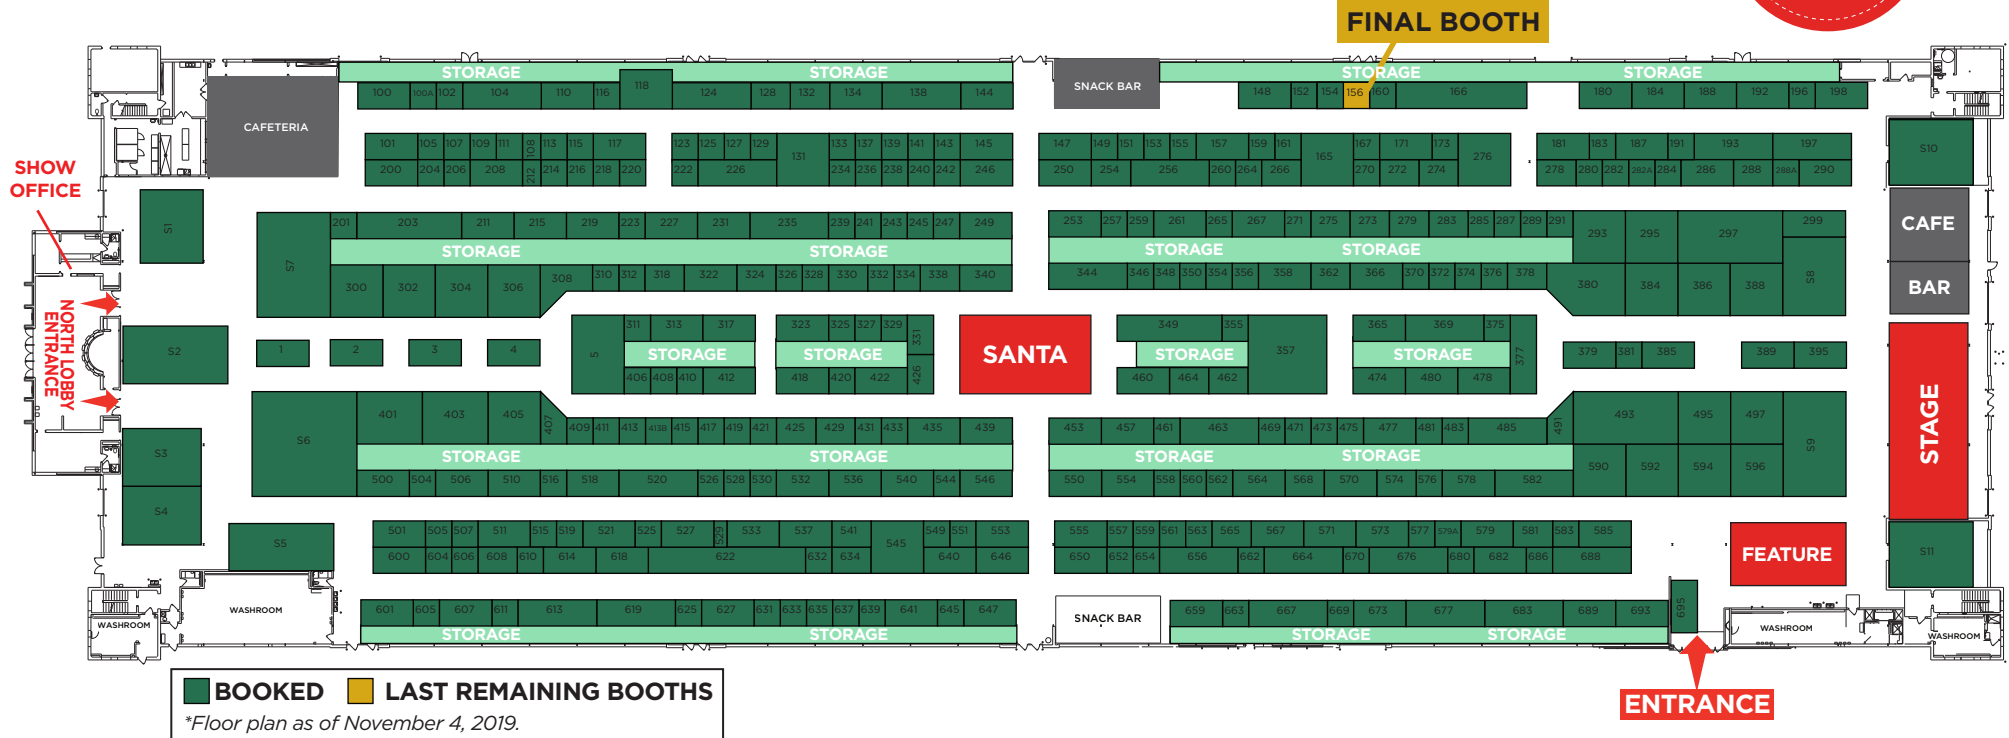 FINAL BOOTH
STORAGE STORAGE STORAGE STORAGE
100 100A 102 104 110 116 118 124 128 132 134 138 144 SNACK BAR 148 152 154 156 160 166 180 184 188 192 196 198
CAFETERIA
101 105 107 109 111 108 113 115 117 123 125 127 129 131 133 137 139 141 143 145 147 149 151 153 155 157 159 161 165 167 171 173 276 181 183 187 191 193 197 S10
200 204 206 208 212 214 216 218 220 222 226 234 236 238 240 242 246 250 254 256 260 264 266 270 272 274 278 280 282 282A 284 286 288 288A 290
SHOW
OFFICE
S1
201 203 211 215 219 223 227 231 235 239 241 243 245 247 249 253 257 259 261 265 267 271 275 273 279 283 285 287 289 291 293 295 297 299
CAFE
S7 STORAGE STORAGE STORAGE STORAGE S8
300 302 304 306 308 310 312 318 322 324 326 328 330 332 334 338 340 344 346 348 350 354 356 358 362 366 370 372 374 376 378 380 384 386 388
BAR
NORTH LOBBY
ENTRANCE
311 313 317 323 325 327 329 331 349 355 365 369 375
S2 1 2 3 4 5 STORAGE STORAGE SANTA STORAGE 357 STORAGE 377 379 381 385 389 395
406 408 410 412 418 420 422 426 460 464 462 474 480 478
STAGE
401 403 405 407 409 411 413 413B 415 417 419 421 425 429 431 433 435 439 453 457 461 463 469 471 473 475 477 481 483 485 491 493 495 497
S3 S6 STORAGE STORAGE STORAGE STORAGE S9
500 504 506 510 516 518 520 526 528 530 532 536 540 544 546 550 554 558 560 562 564 568 570 574 576 578 582 590 592 594 596
S4
501 505 507 511 515 519 521 525 527 529 533 537 541 545 549 551 553 555 557 559 561 563 565 567 571 573 577 579A 579 581 583 585
S5 FEATURE S11
600 604 606 608 610 614 618 622 632 634 640 646 650 652 654 656 662 664 670 676 680 682 686 688
WASHROOM
601 605 607 611 613 619 625 627 631 633 635 637 639 641 645 647 SNACK BAR 659 663 667 669 673 677 683 689 693 695
WASHROOM STORAGE STORAGE STORAGE STORAGE WASHROOM WASHROOM
BOOKED LAST REMAINING BOOTHS
ENTRANCE
*Floor plan as of November 4, 2019.